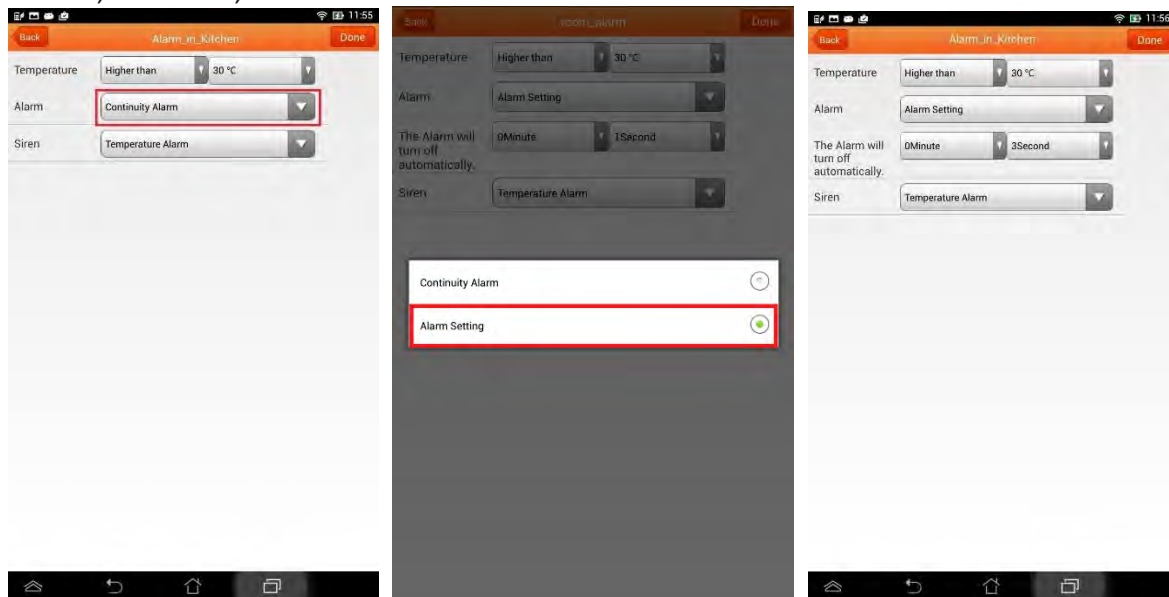 11:55
Back Alarm_in_Kitchen Done
Temperature Higher than 30 °C
Alarm Continuity Alarm
Siren Temperature Alarm
Back room_alarm Done
Temperature Higher than 30 °C
Alarm Alarm Setting
The Alarm will turn off automatically. 0Minute 1Second
Siren Temperature Alarm
Continuity Alarm
Alarm Setting
11:56
Back Alarm_in_Kitchen Done
Temperature Higher than 30 °C
Alarm Alarm Setting
The Alarm will turn off automatically. 0Minute 3Second
Siren Temperature Alarm